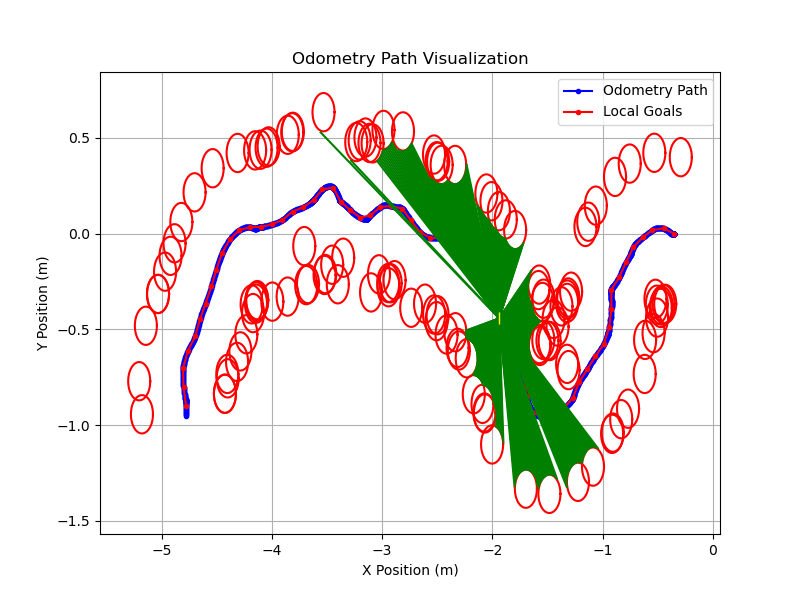 Odometry Path Visualization
Odometry Path
Local Goals
Y Position (m)
0.5
0.0
−0.5
−1.0
−1.5
−5 −4 −3 −2 −1 0
X Position (m)